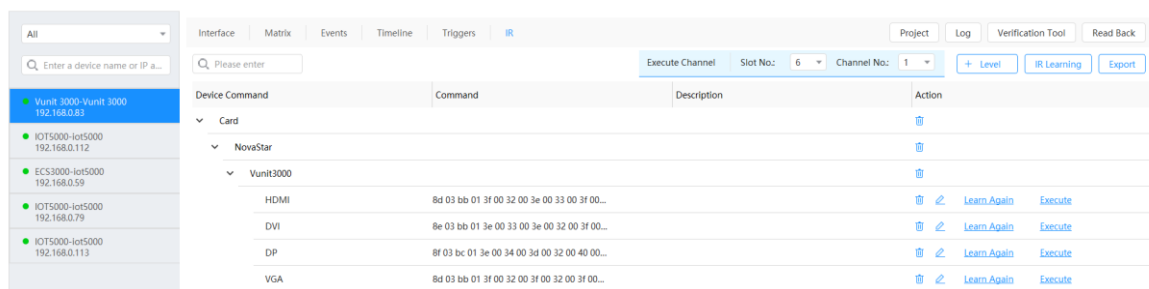 All
Interface Matrix Events Timeline Triggers IR Project Log Verification Tool Read Back
Enter a device name or IP a...
Please enter Execute Channel Slot No.: 6 Channel No.: 1 + Level IR Learning Export
Vunit 3000-Vunit 3000
192.168.0.83
IOT5000-iot5000
192.168.0.112
ECS3000-iot5000
192.168.0.59
IOT5000-iot5000
192.168.0.79
IOT5000-iot5000
192.168.0.113
Device Command Command Description Action
Card
NovaStar
Vunit3000
HDMI 8d 03 bb 01 3f 00 32 00 3e 00 33 00 3f 00... Learn Again Execute
DVI 8e 03 bb 01 3e 00 33 00 3e 00 32 00 3f 00... Learn Again Execute
DP 8f 03 bc 01 3e 00 34 00 3d 00 32 00 40 00... Learn Again Execute
VGA 8d 03 bb 01 3f 00 32 00 3f 00 32 00 3f 00... Learn Again Execute